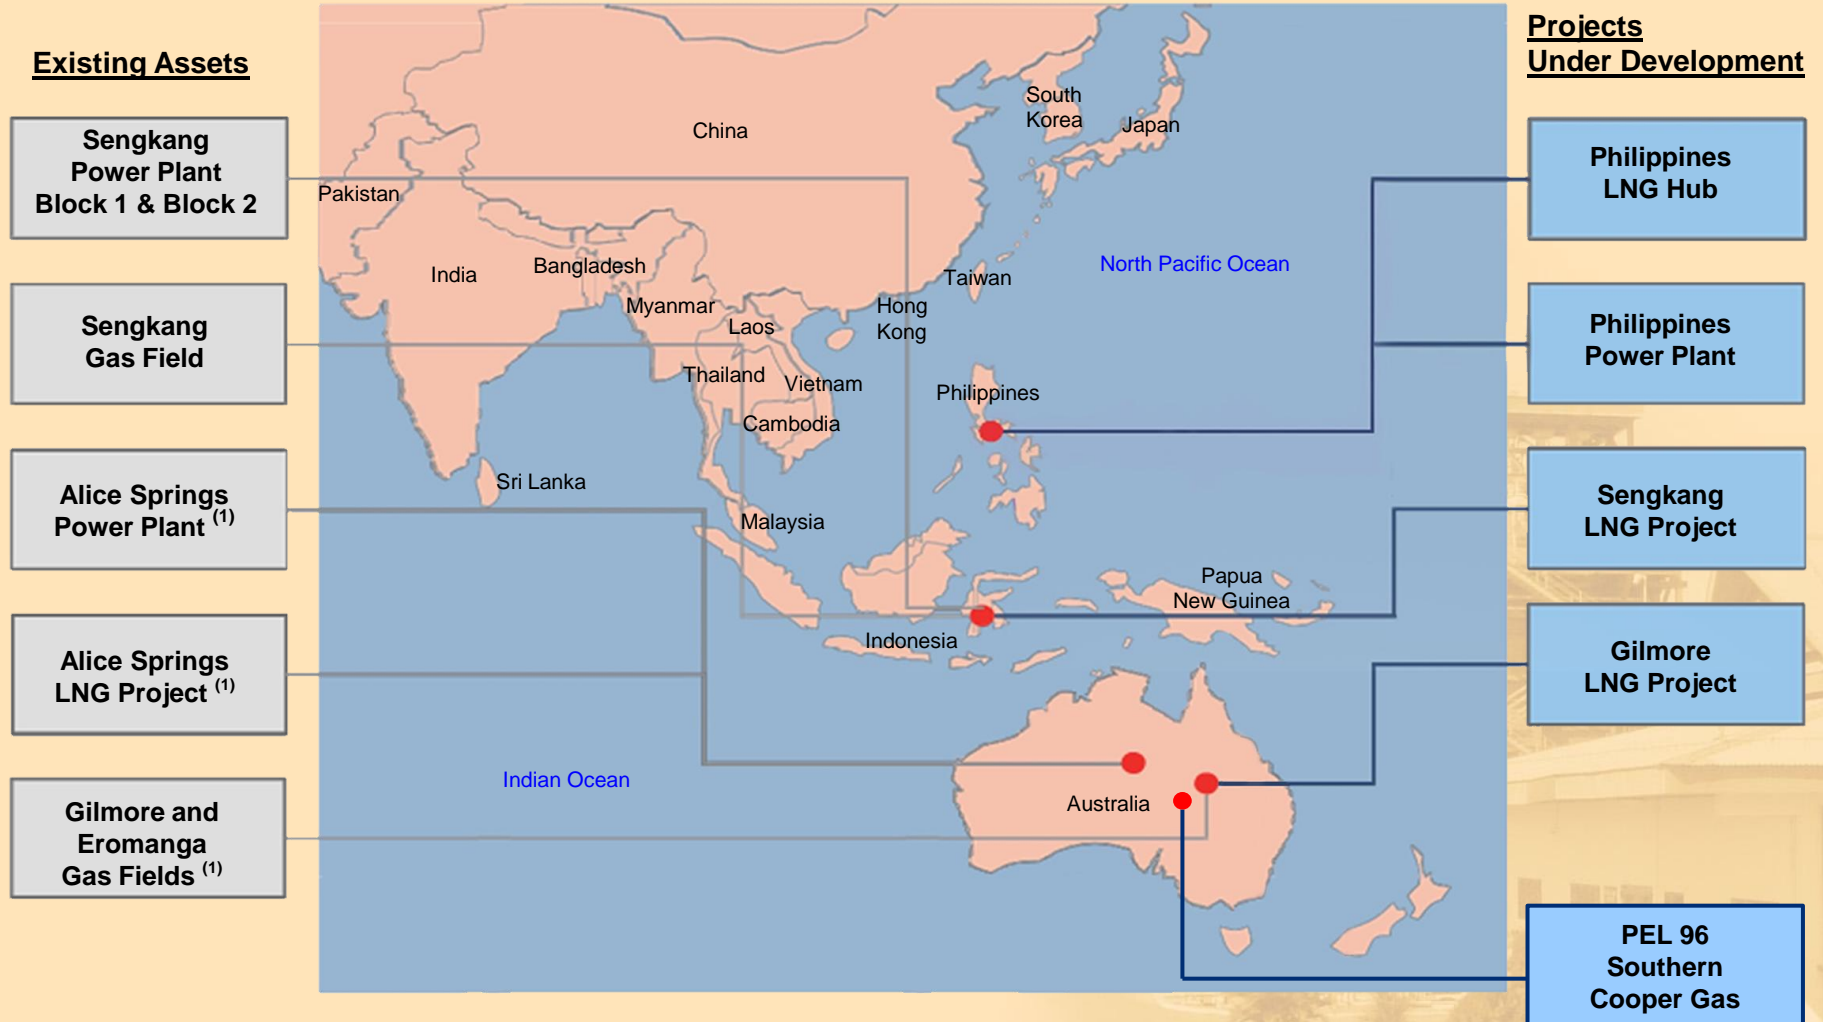 Existing Assets
Sengkang
Power Plant
Block 1 & Block 2
Sengkang
Gas Field
Alice Springs
Power Plant (1)
Alice Springs
LNG Project (1)
Gilmore and
Eromanga
Gas Fields (1)
China
South
Korea
Japan
Pakistan
India
Bangladesh
Myanmar
Laos
Hong
Kong
Taiwan
North Pacific Ocean
Thailand
Vietnam
Cambodia
Philippines
Sri Lanka
Malaysia
Papua
New Guinea
Indonesia
Indian Ocean
Australia
Projects
Under Development
Philippines
LNG Hub
Philippines
Power Plant
Sengkang
LNG Project
Gilmore
LNG Project
PEL 96
Southern
Cooper Gas